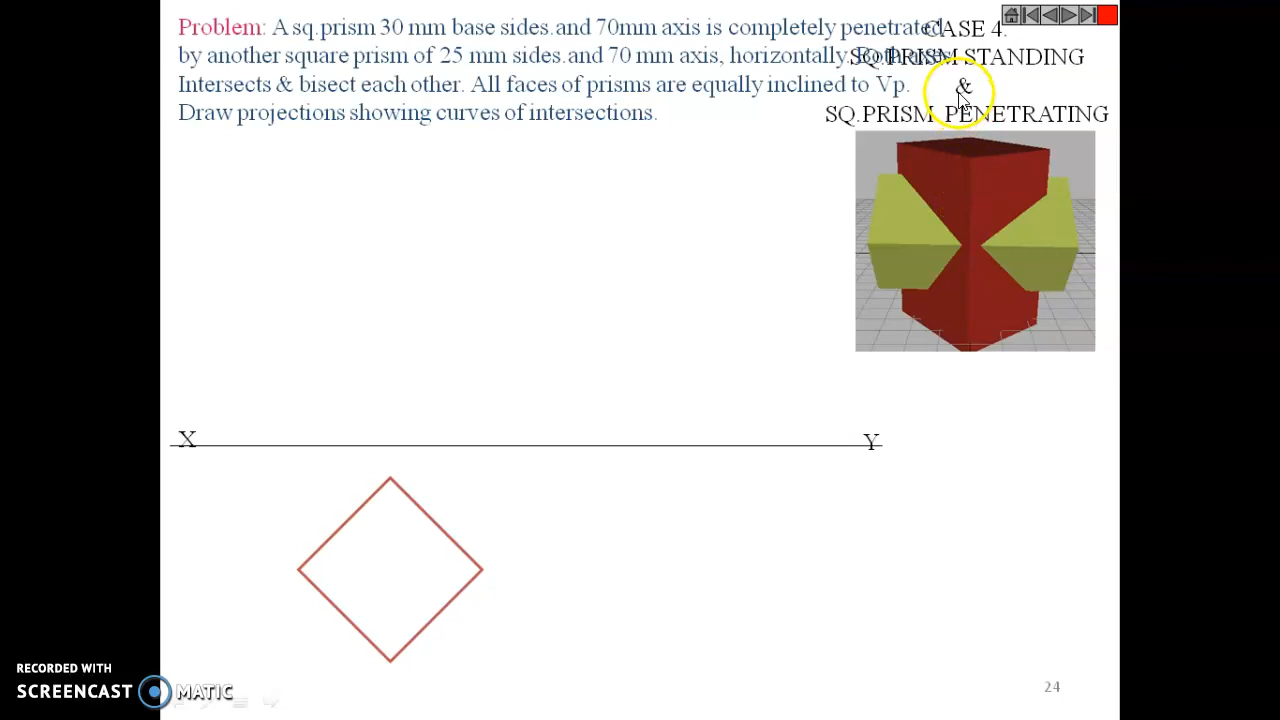 Problem: A sq.prism 30 mm base sides.and 70mm axis is completely penetrated
by another square prism of 25 mm sides.and 70 mm axis, horizontally. Both axes
Intersects & bisect each other. All faces of prisms are equally inclined to Vp.
Draw projections showing curves of intersections.
CASE 4.
SQ.PRISM STANDING
&
SQ.PRISM PENETRATING
X
Y
24
RECORDED WITH
SCREENCAST MATIC